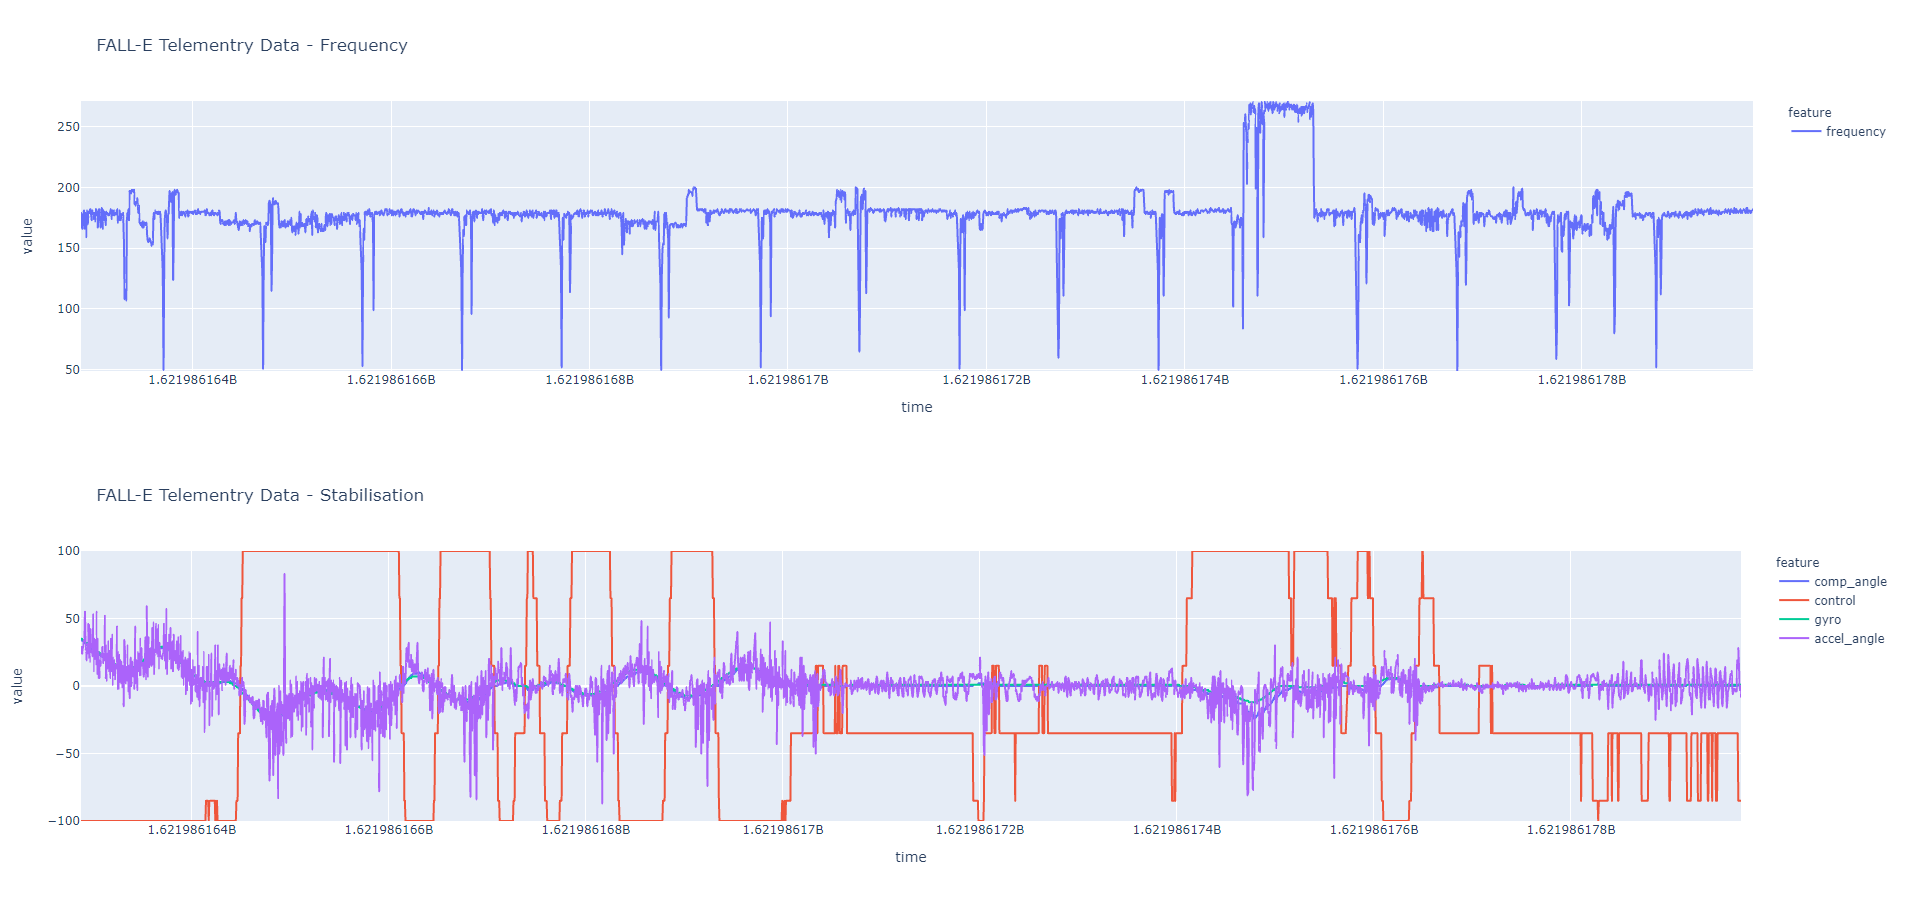 FALL-E Telementry Data - Frequency
250
200
150
100
50
value
1.621986164B 1.621986166B 1.621986168B 1.62198617B 1.621986172B 1.621986174B 1.621986176B 1.621986178B
time
feature
frequency
FALL-E Telementry Data - Stabilisation
100
50
0
−50
−100
value
1.621986164B 1.621986166B 1.621986168B 1.62198617B 1.621986172B 1.621986174B 1.621986176B 1.621986178B
time
feature
comp_angle
control
gyro
accel_angle